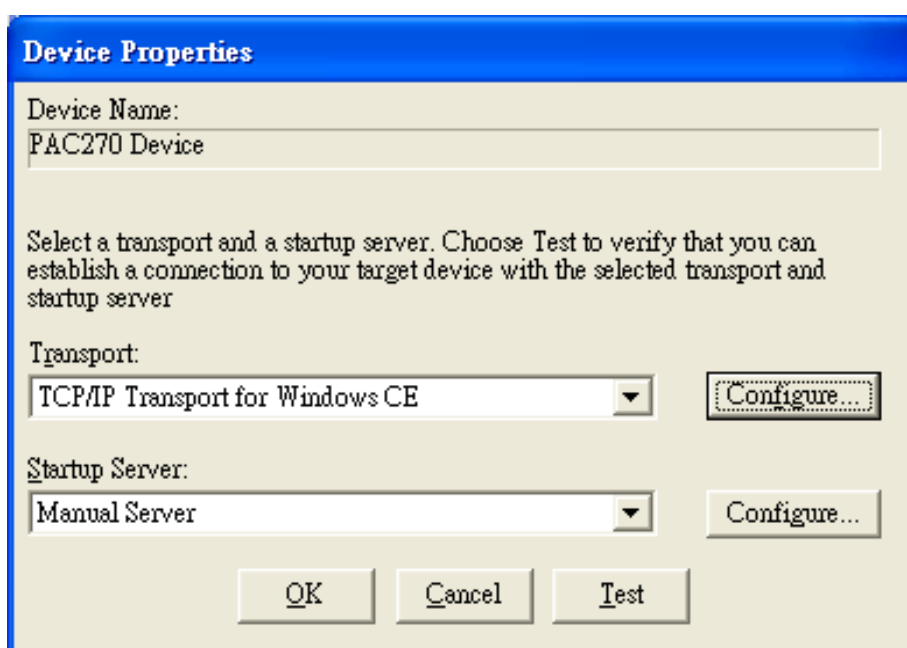 Device Properties
Device Name:
PAC270 Device
Select a transport and a startup server. Choose Test to verify that you can
establish a connection to your target device with the selected transport and
startup server
Transport:
TCP/IP Transport for Windows CE
Configure...
Startup Server:
Manual Server
Configure...
OK
Cancel
Test